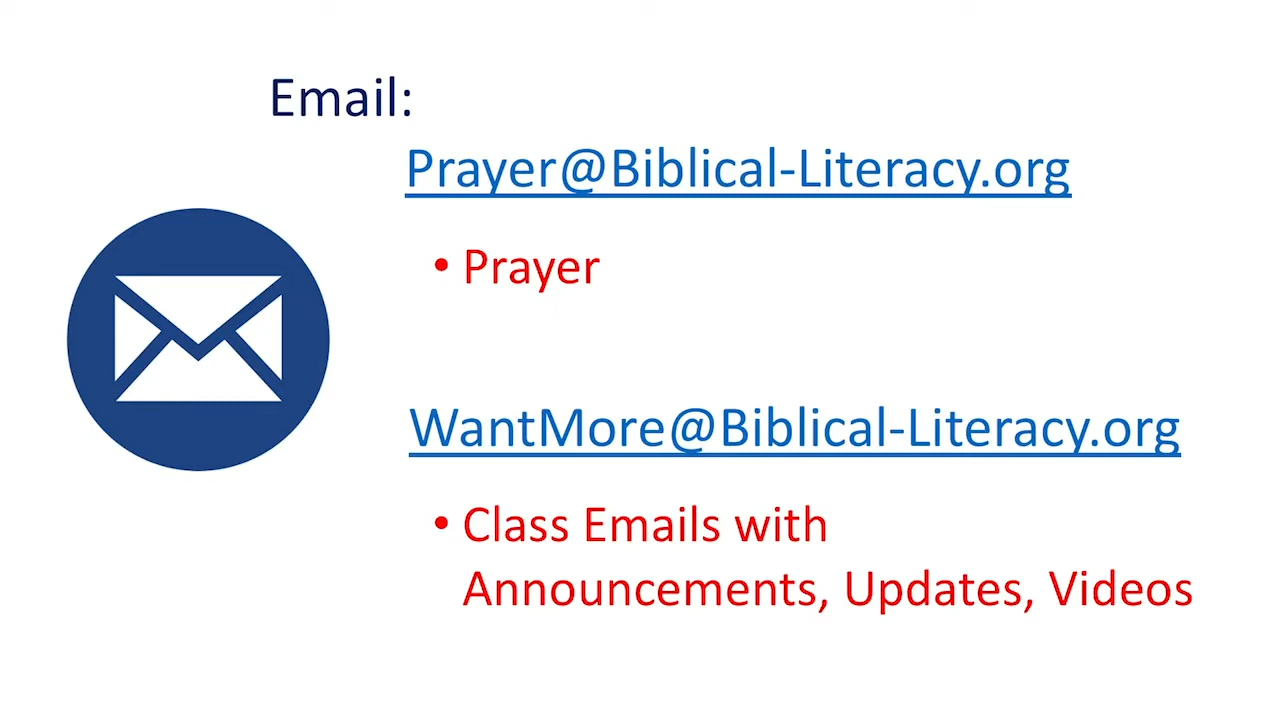 Email:
Prayer@Biblical-Literacy.org
• Prayer
WantMore@Biblical-Literacy.org
• Class Emails with
Announcements, Updates, Videos